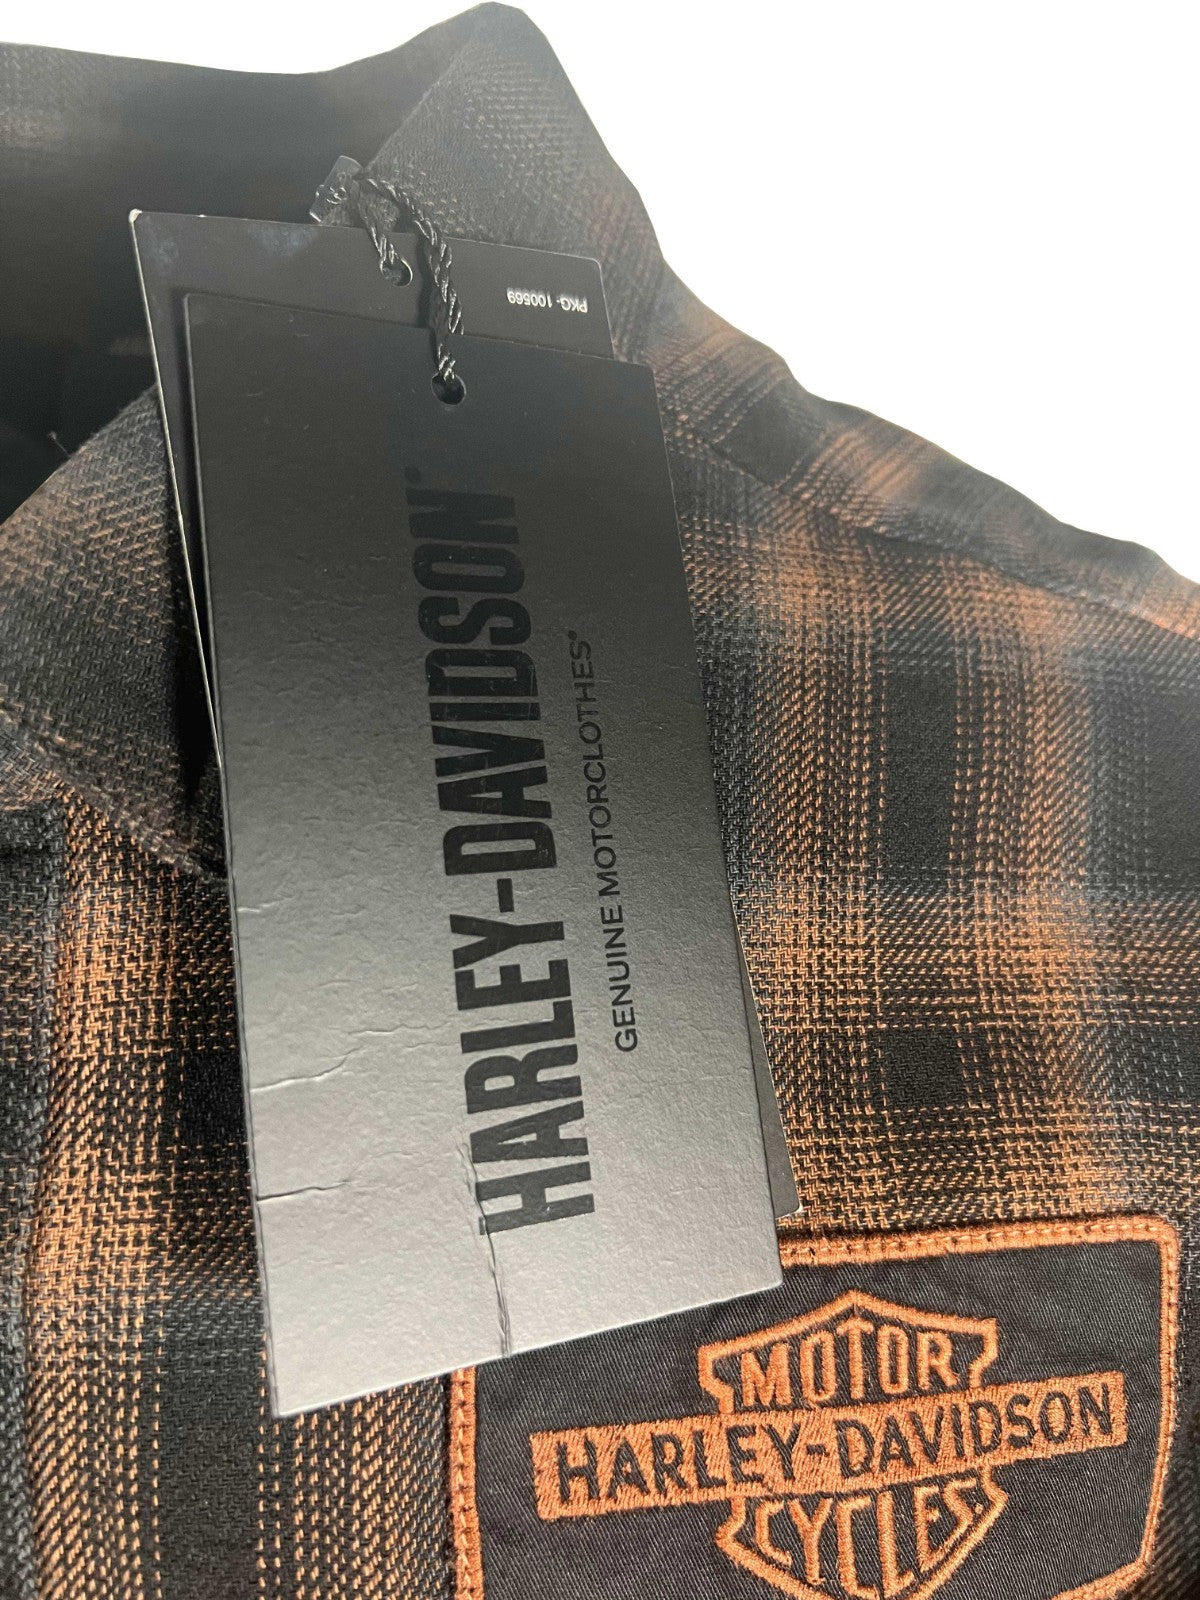 PKG- 100569
HARLEY-DAVIDSON®
GENUINE MOTORCLOTHES®
MOTOR
HARLEY-DAVIDSON
CYCLES